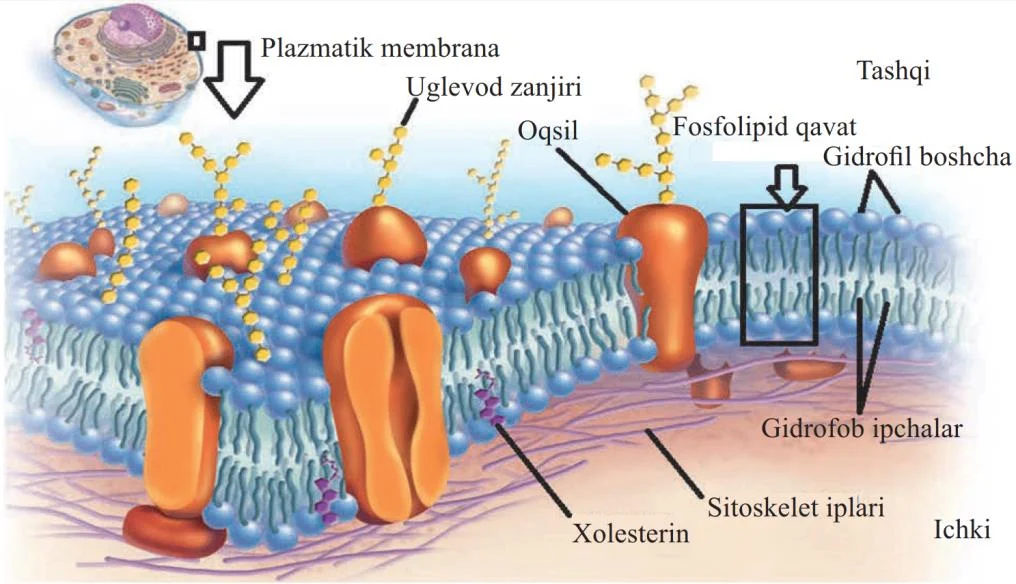 Plazmatik membrana
Tashqi
Uglevod zanjiri
Oqsil
Fosfolipid qavat
Gidrofil boshcha
Gidrofob ipchalar
Sitoskelet iplari
Xolesterin
Ichki